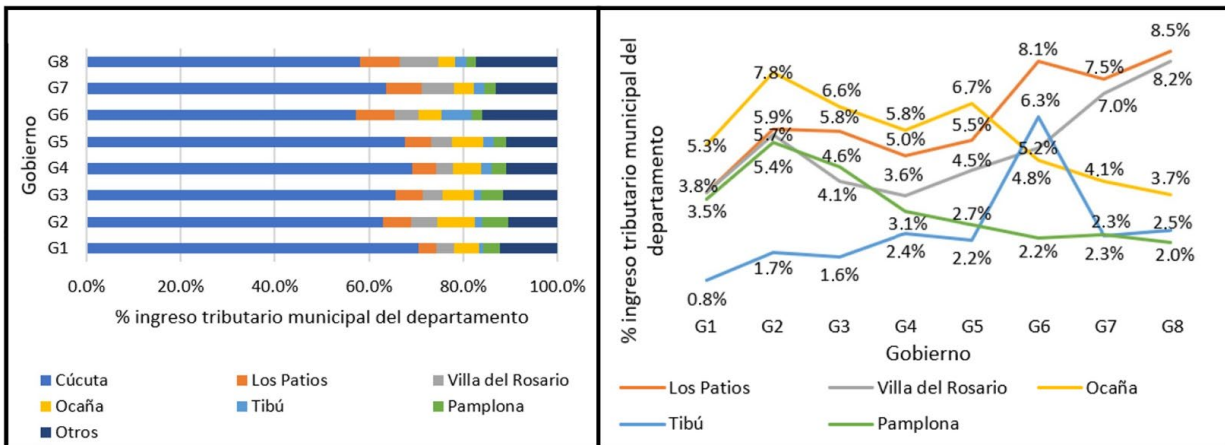 Gobierno
G8
G7
G6
G5
G4
G3
G2
G1
0.0% 20.0% 40.0% 60.0% 80.0% 100.0%
% ingreso tributario municipal del departamento
Cúcuta Los Patios Villa del Rosario
Ocaña Tibú Pamplona
Otros
% ingreso tributario municipal del
departamento
8.5%
8.1%
7.8% 7.5%
8.2%
6.6% 6.7% 7.0%
6.3%
5.9% 5.8% 5.8% 5.5%
5.7%
5.3% 5.0% 5.2%
5.4% 4.6% 4.5% 4.8%
4.1% 4.1%
3.8% 3.6% 3.7%
3.5% 3.1% 2.7%
2.3% 2.5%
1.7% 1.6% 2.4% 2.2% 2.2% 2.3% 2.0%
0.8%
G1 G2 G3 G4 G5 G6 G7 G8
Gobierno
Los Patios Villa del Rosario Ocaña
Tibú Pamplona